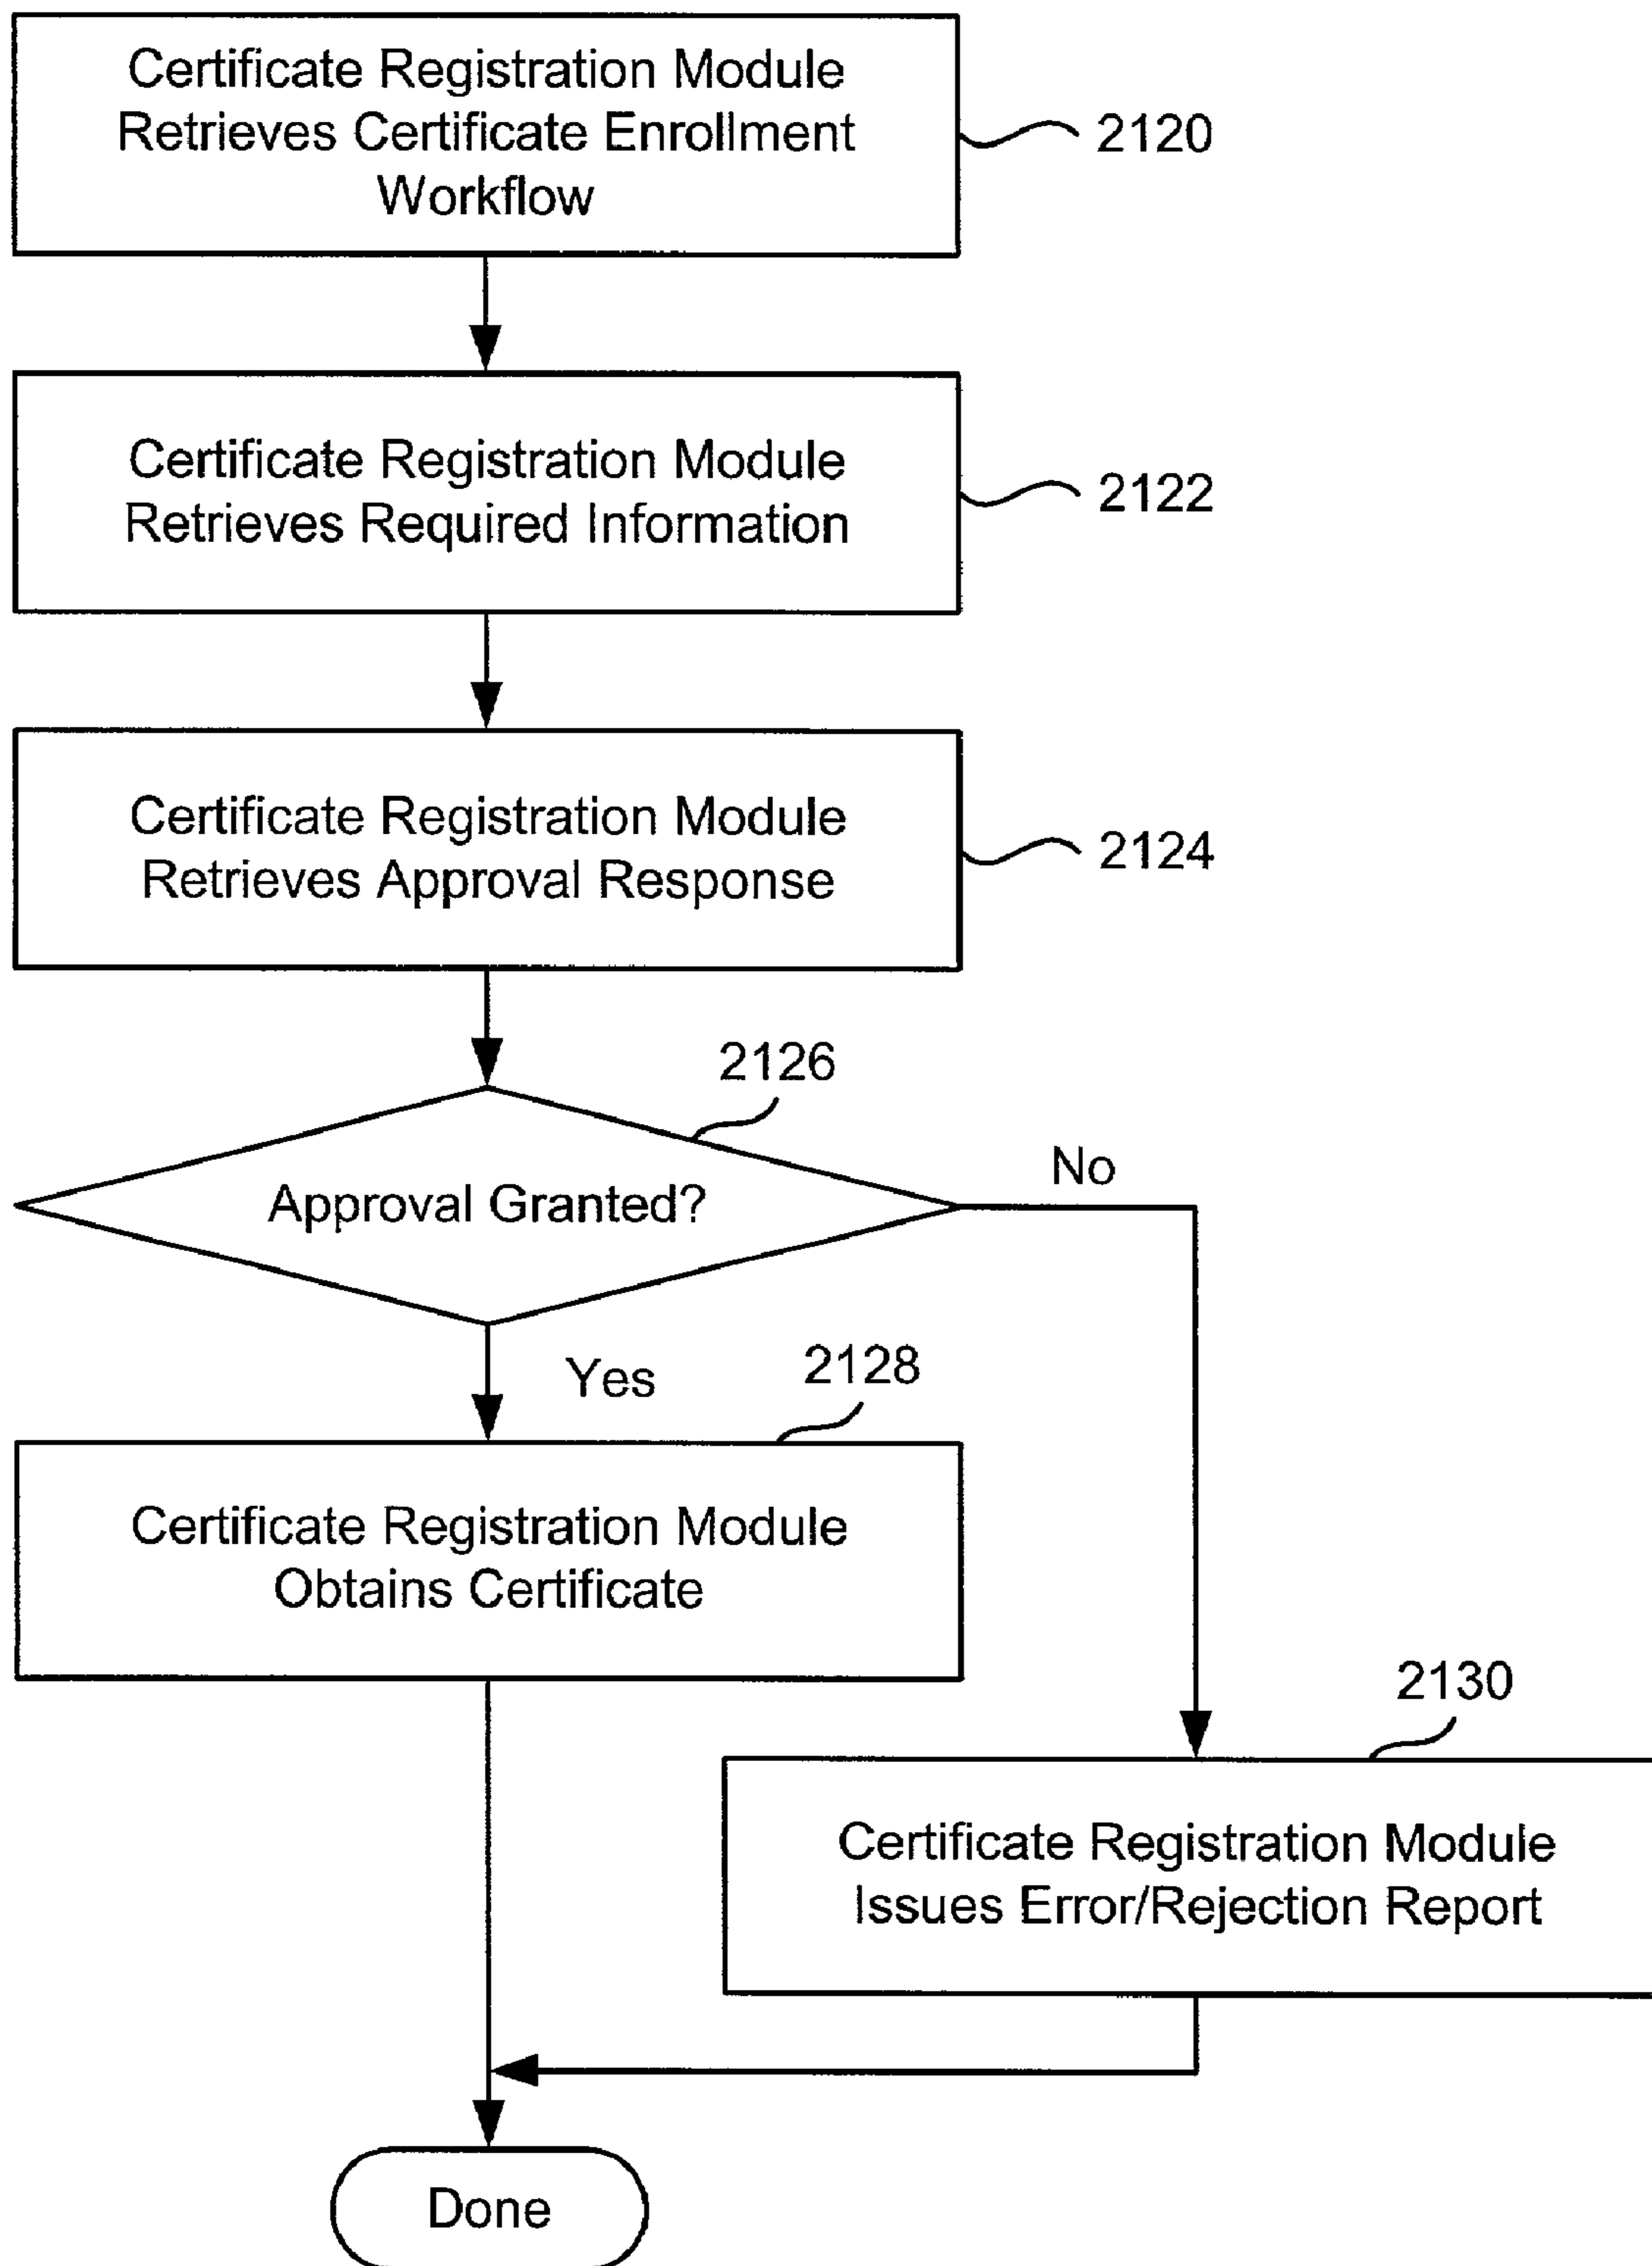 Certificate Registration Module
Retrieves Certificate Enrollment
Workflow
2120
Certificate Registration Module
Retrieves Required Information
2122
Certificate Registration Module
Retrieves Approval Response
2124
2126
Approval Granted?
No
Yes
2128
Certificate Registration Module
Obtains Certificate
2130
Certificate Registration Module
Issues Error/Rejection Report
Done